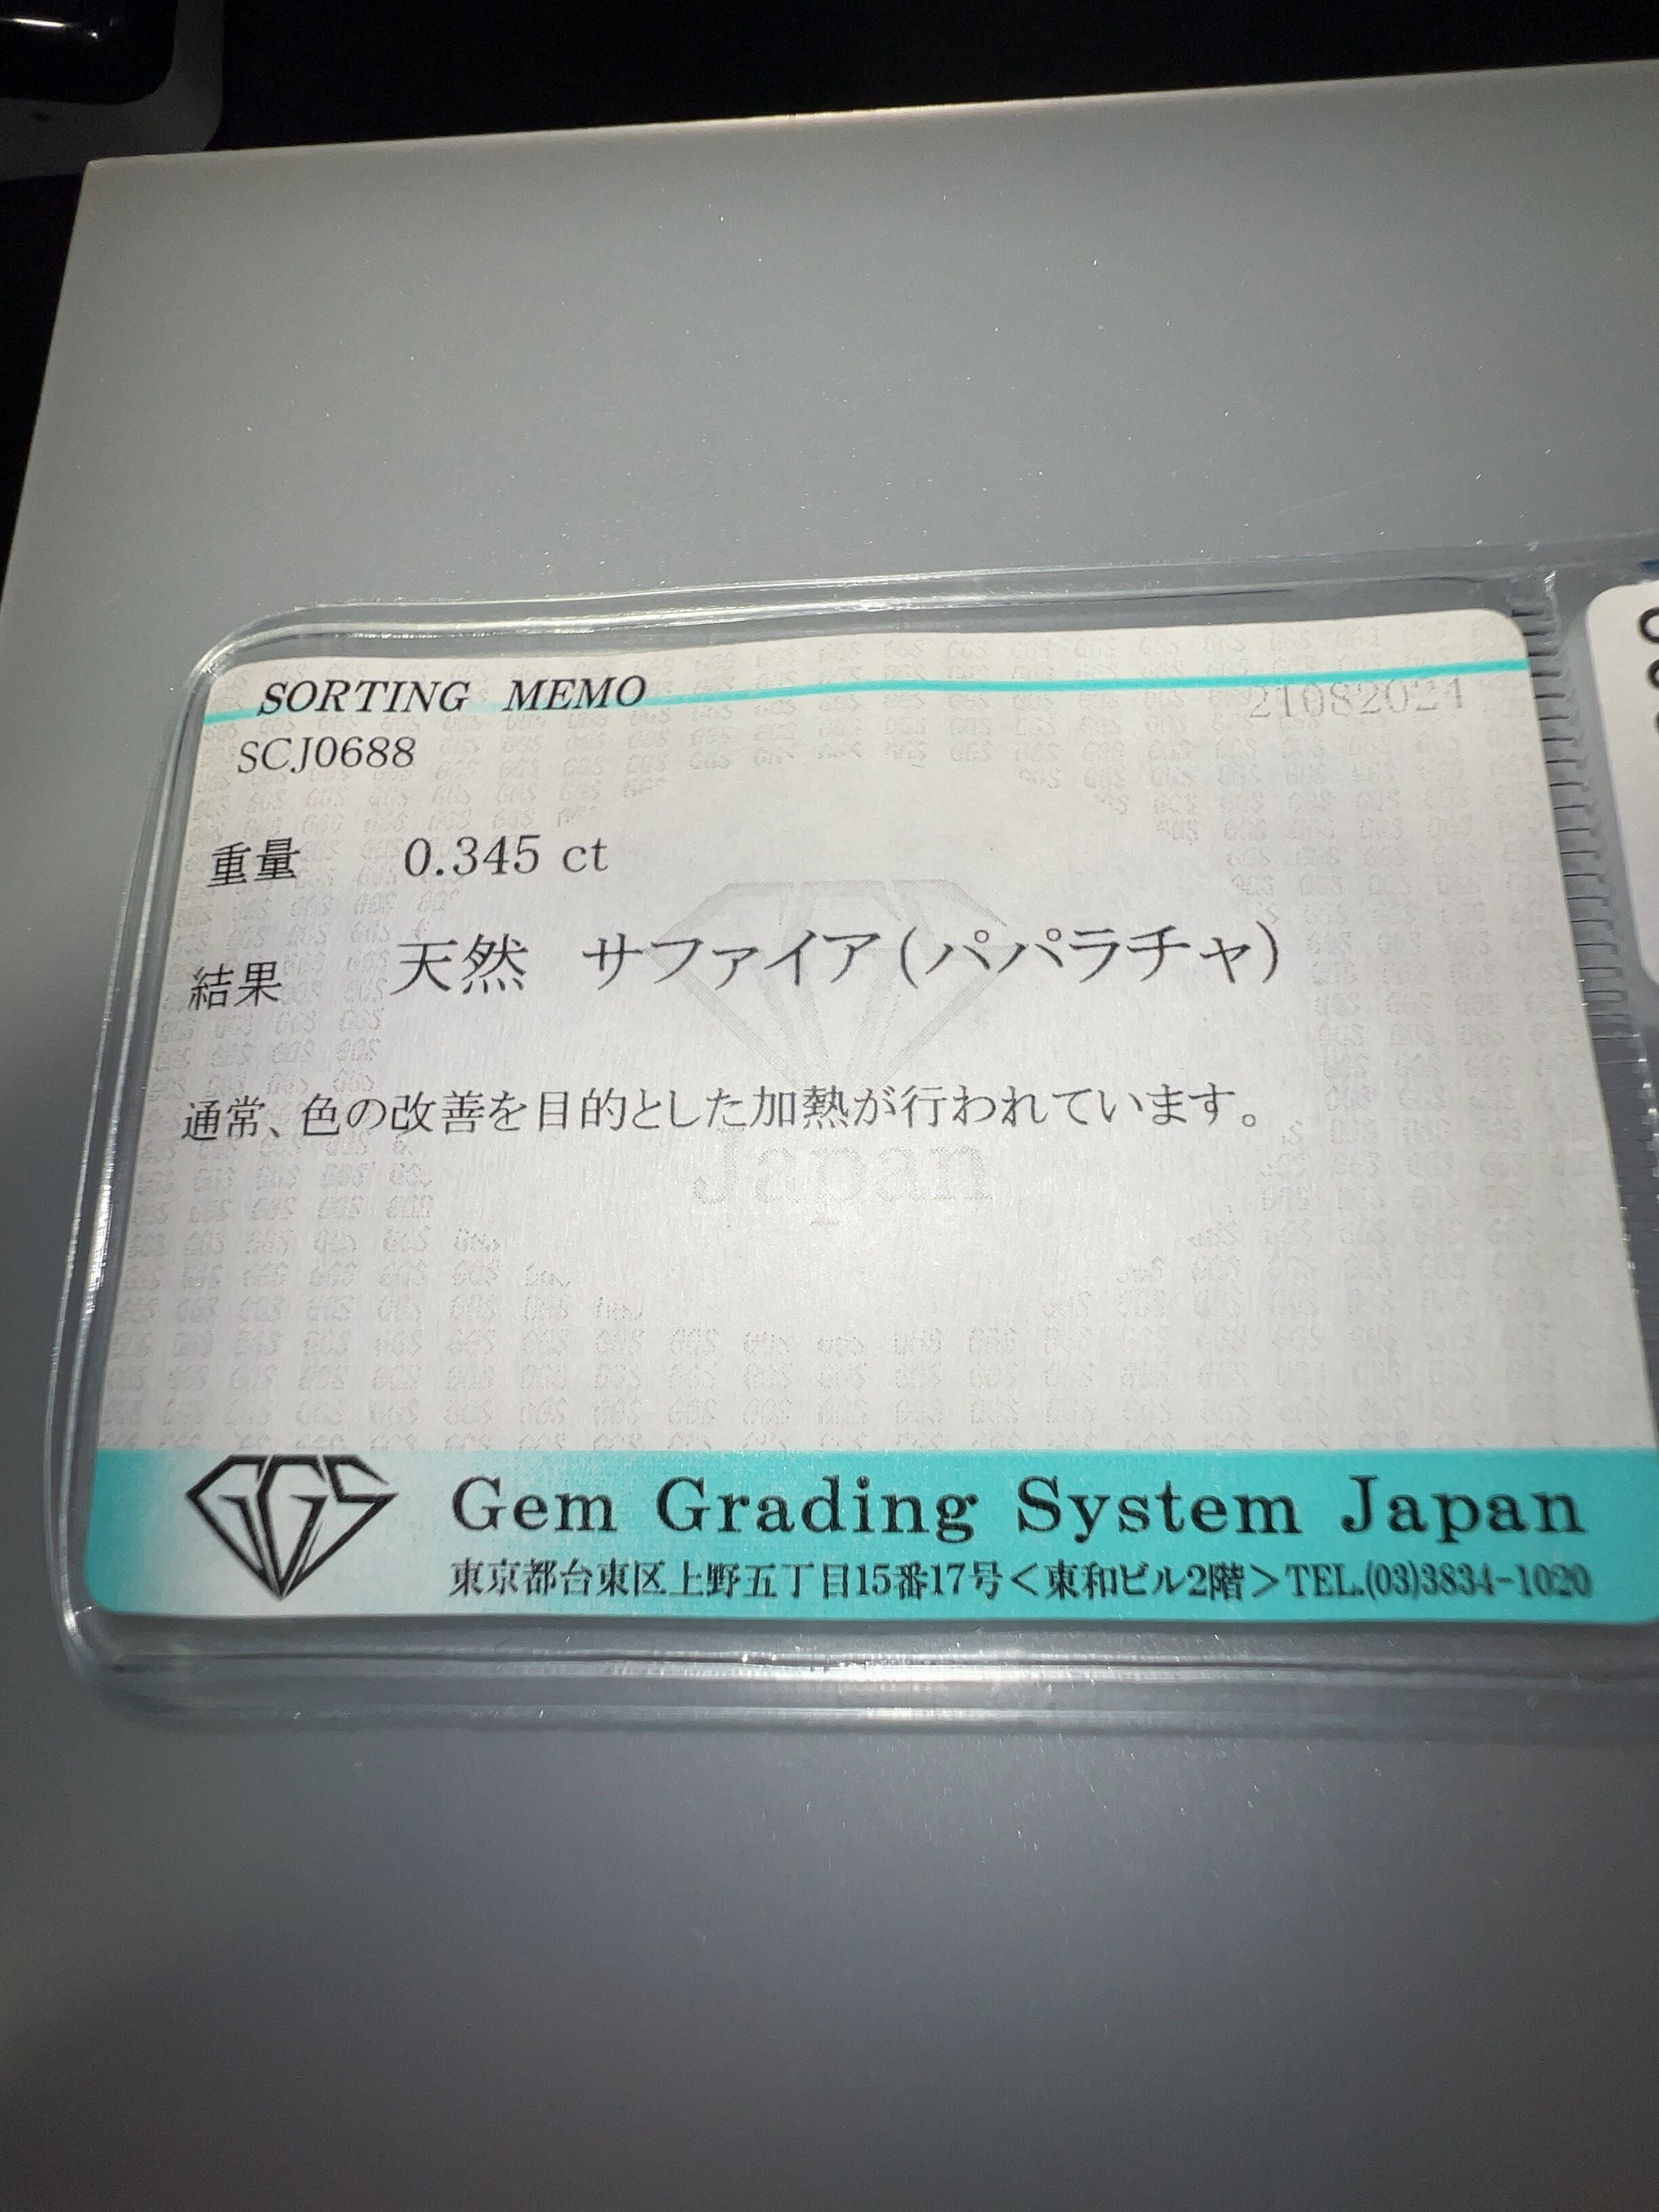 SORTING MEMO
21082024
SCJ0688
重量 0.345 ct
結果 天然 サファイア(パパラチャ)
通常、色の改善を目的とした加熱が行われています。
Japan
GGS Gem Grading System Japan
東京都台東区上野五丁目15番17号<東和ビル2階>TEL.(03)3834-1020